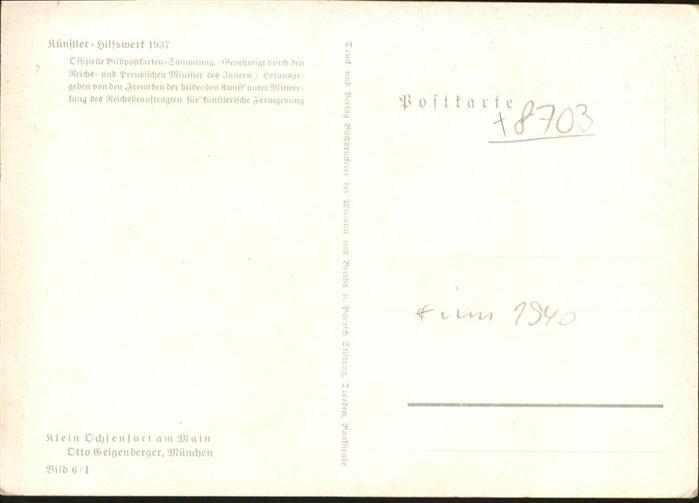 Künstler-Hilfswerk 1937
Offizielle Bildpostkarten-Sammlung. (Genehmigt durch den
Reichs- und Preußischen Minister des Innern.) Herausge-
geben von den „Freunden der bildenden Kunst" unter Mitwir-
kung des Reichsbeauftragten für künstlerische Formgebung
Klein Ochsenfurt am Main
Otto Geigenberger, München
Bild 6/1
Druck und Verlag Buchdruckerei der Wilhelm und Bertha v. Baensch Stiftung, Dresden,
Postkarte
+8703
1940